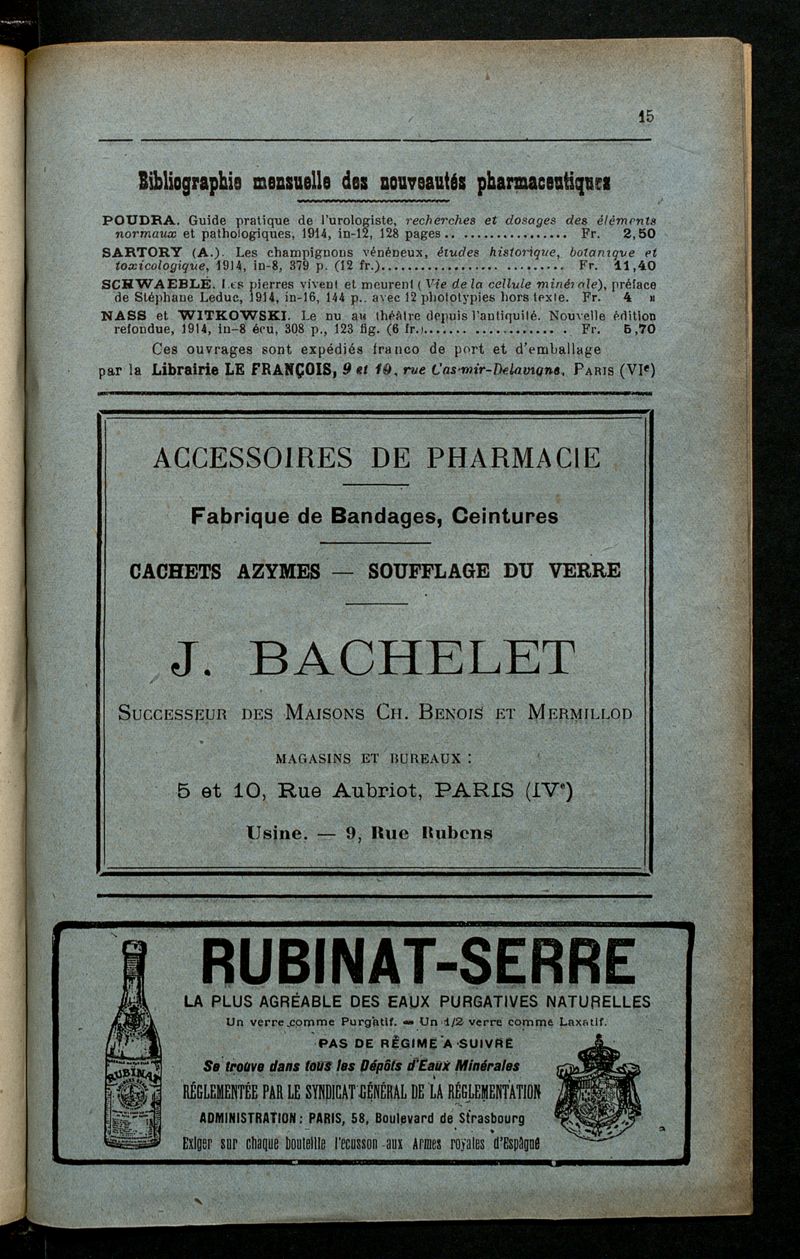 15
Bibliographie mensuelle des nouveautés pharmaceutiques
POUDRA. Guide pratique de l'urologiste, recherches et dosages des éléments
normaux et pathologiques, 1914, in-12, 128 pages .................. Fr. 2,50
SARTORY (A.). Les champignons vénéneux, études historique, botanique et
toxicologique, 1914, in-8, 379 p. (12 fr.).......................... Fr. 11,40
SCHWAEBLÉ. Les pierres vivent et meurent (Vie de la cellule minérale), préface
de Stéphane Leduc, 1914, in-16, 144 p., avec 12 phototypies hors texte. Fr. 4 »
NASS et WITKOWSKI. Le nu au théâtre depuis l'antiquité. Nouvelle édition
refondue, 1914, in-8 écu, 308 p., 123 fig. (6 fr.)..................... Fr. 5,70
Ces ouvrages sont expédiés franco de port et d'emballage
par la Librairie LE FRANÇOIS, 9 et 10, rue Casimir-Delavigne, PARIS (VIe)
ACCESSOIRES DE PHARMACIE
Fabrique de Bandages, Ceintures
CACHETS AZYMES — SOUFFLAGE DU VERRE
J. BACHELET
SUCCESSEUR DES MAISONS CH. BENOIS ET MERMILLOD
MAGASINS ET BUREAUX :
5 et 10, Rue Aubriot, PARIS (IVe)
Usine. — 9, Rue Rubens
RUBINAT-SERRE
LA PLUS AGRÉABLE DES EAUX PURGATIVES NATURELLES
Un verre comme Purgatif. — Un 1/2 verre comme Laxatif.
PAS DE RÉGIME A SUIVRE
Se trouve dans tous les Dépôts d'Eaux Minérales
RÉGLEMENTÉE PAR LE SYNDICAT GÉNÉRAL DE LA RÉGLEMENTATION
ADMINISTRATION : PARIS, 58, Boulevard de Strasbourg
Exiger sur chaque bouteille l'écusson aux Armes royales d'Espagne
RUBINAT